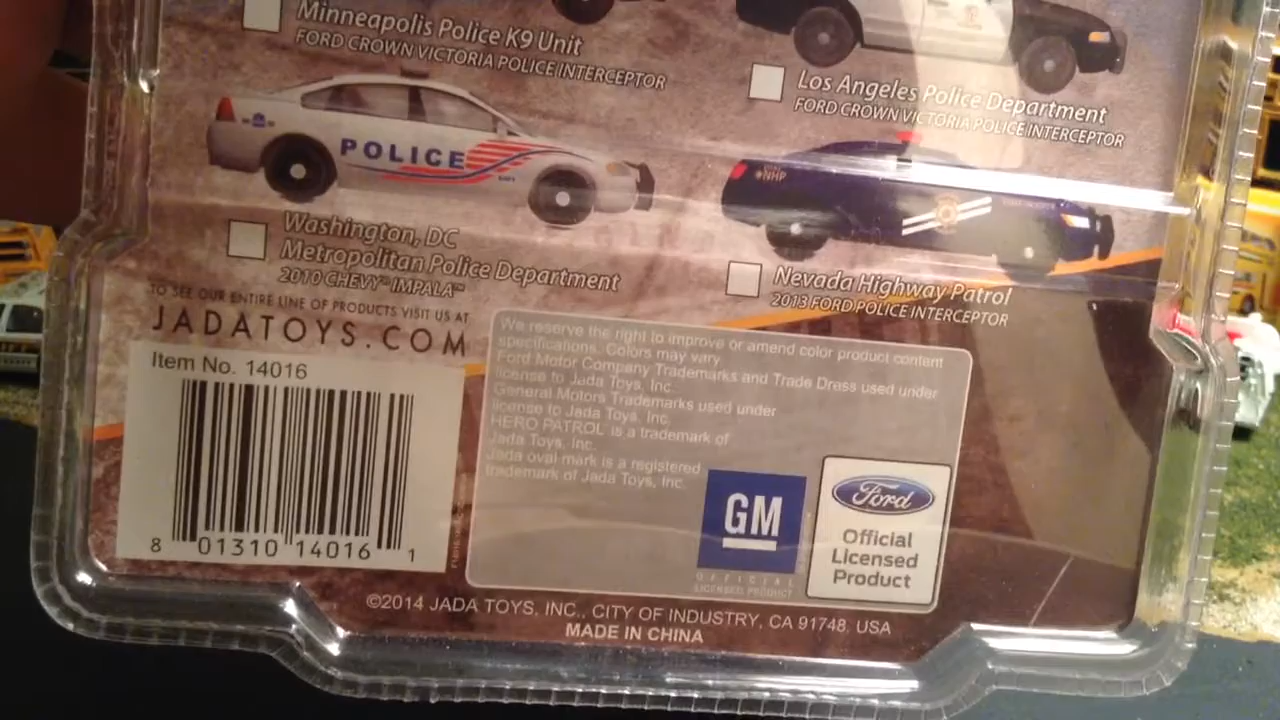 Minneapolis Police K9 Unit
FORD CROWN VICTORIA POLICE INTERCEPTOR
Los Angeles Police Department
FORD CROWN VICTORIA POLICE INTERCEPTOR
POLICE
NHP
Washington, DC
Metropolitan Police Department
2010 CHEVY™ IMPALA™
Nevada Highway Patrol
2013 FORD POLICE INTERCEPTOR
TO SEE OUR ENTIRE LINE OF PRODUCTS VISIT US AT
JADATOYS.COM
Item No. 14016
8 01310 14016 1
We reserve the right to improve or amend color product content
specifications. Colors may vary.
Ford Motor Company Trademarks and Trade Dress used under
license to Jada Toys, Inc.
General Motors Trademarks used under
license to Jada Toys, Inc.
HERO PATROL is a trademark of
Jada Toys, Inc.
Jada oval mark is a registered
trademark of Jada Toys, Inc.
GM
OFFICIAL
LICENSED PRODUCT
Ford
Official
Licensed
Product
©2014 JADA TOYS, INC., CITY OF INDUSTRY, CA 91748, USA
MADE IN CHINA